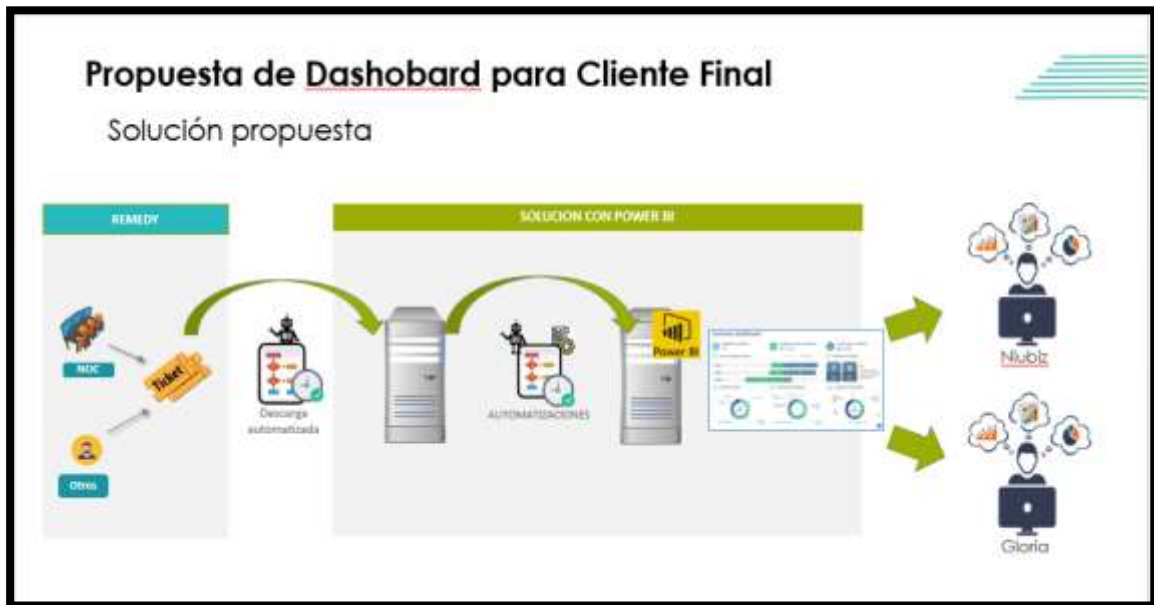 Propuesta de Dashobard para Cliente Final
Solución propuesta
REMEDY
SOLUCION CON POWER BI
NOC
Ticket
Otros
Descarga
automatizada
AUTOMATIZACIONES
Power BI
Niubiz
Gloria